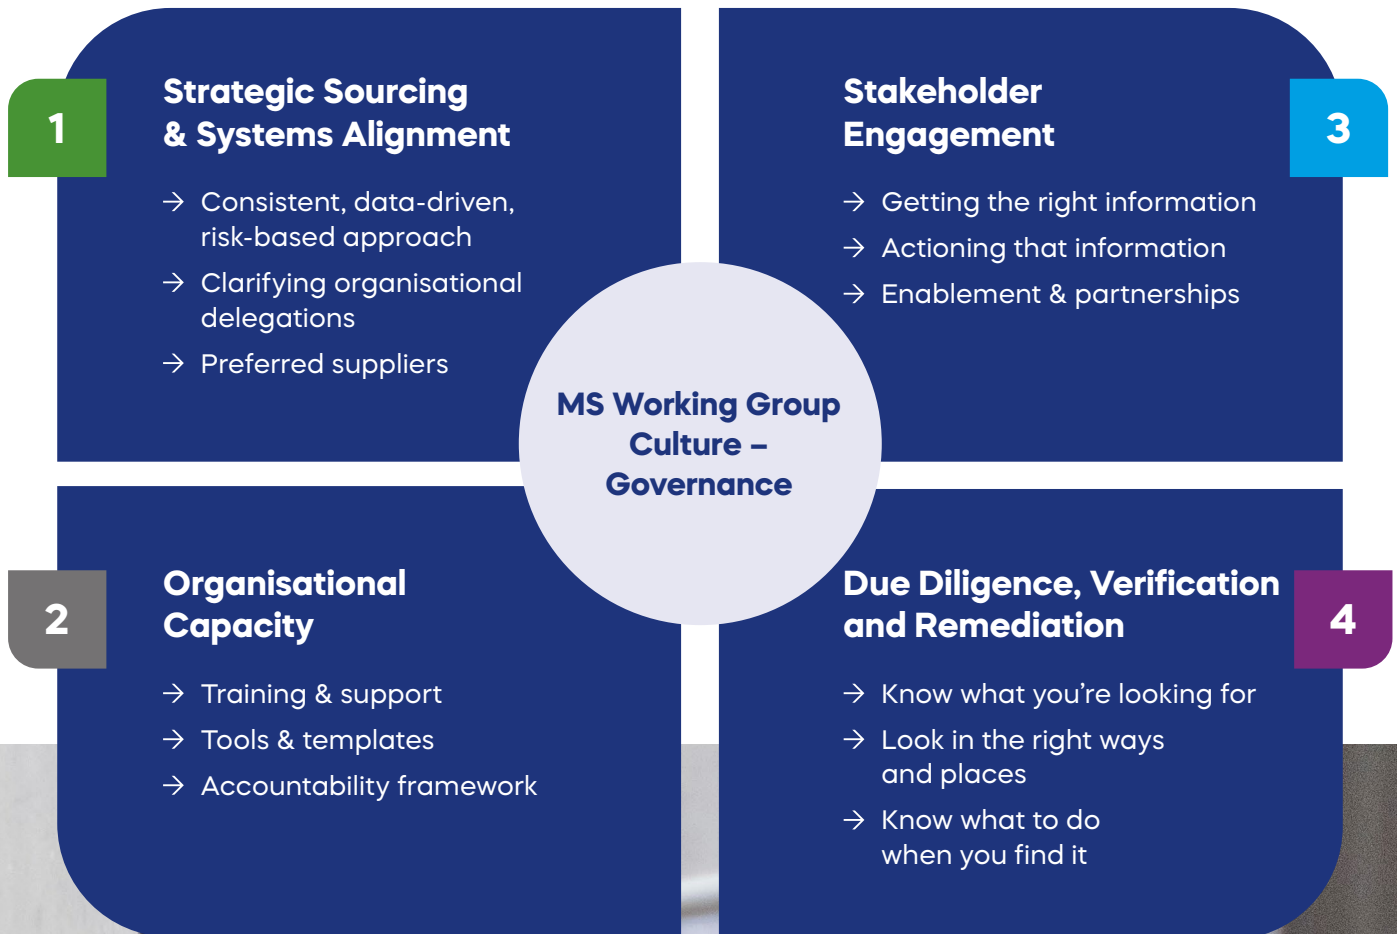 1
Strategic Sourcing
& Systems Alignment
→ Consistent, data-driven,
risk-based approach
→ Clarifying organisational
delegations
→ Preferred suppliers
2
Organisational
Capacity
→ Training & support
→ Tools & templates
→ Accountability framework
MS Working Group
Culture –
Governance
3
Stakeholder
Engagement
→ Getting the right information
→ Actioning that information
→ Enablement & partnerships
4
Due Diligence, Verification
and Remediation
→ Know what you’re looking for
→ Look in the right ways
and places
→ Know what to do
when you find it